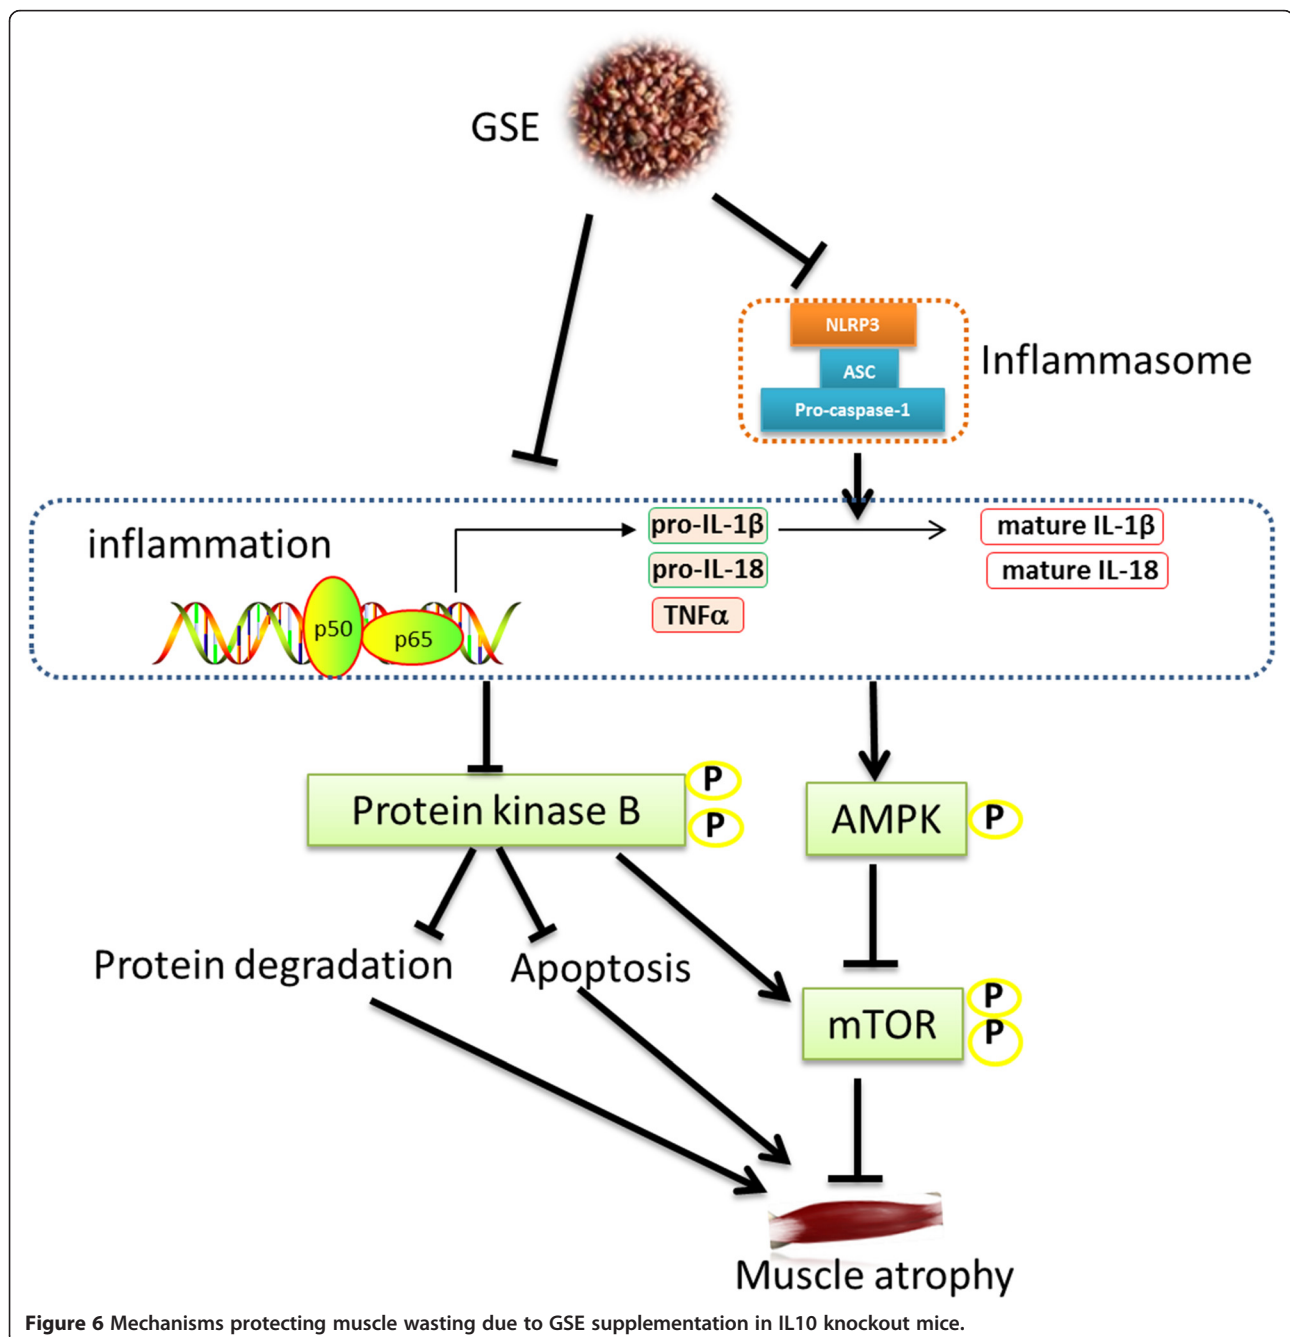 GSE
NLRP3
ASC
Pro-caspase-1
Inflammasome
inflammation
pro-IL-1β
mature IL-1β
pro-IL-18
mature IL-18
TNFα
p50
p65
Protein kinase B
P
P
AMPK
P
Protein degradation
Apoptosis
mTOR
P
P
Muscle atrophy
Figure 6 Mechanisms protecting muscle wasting due to GSE supplementation in IL10 knockout mice.